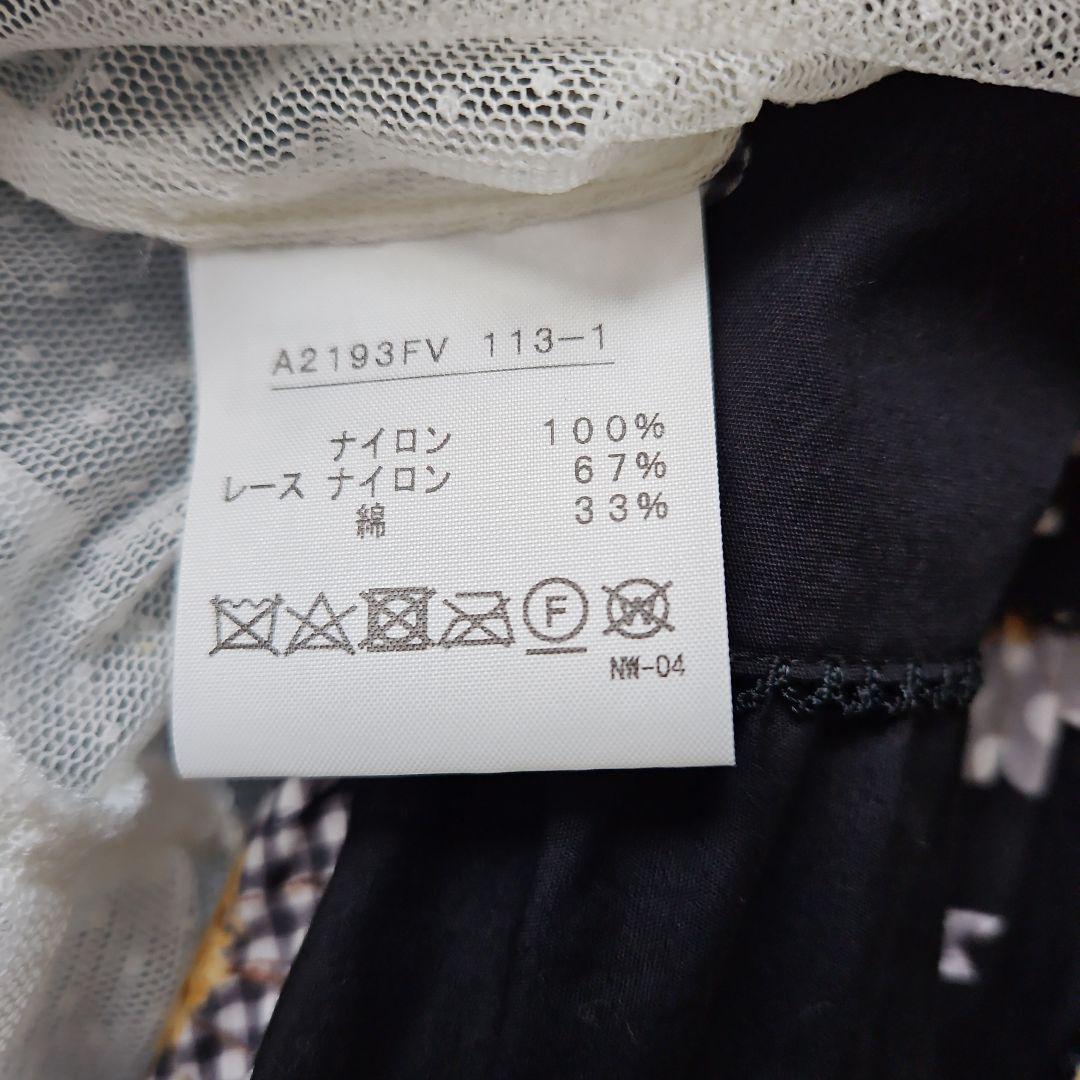 A2193FV 113-1
ナイロン 100%
レース ナイロン 67%
綿 33%
F W
NW-04